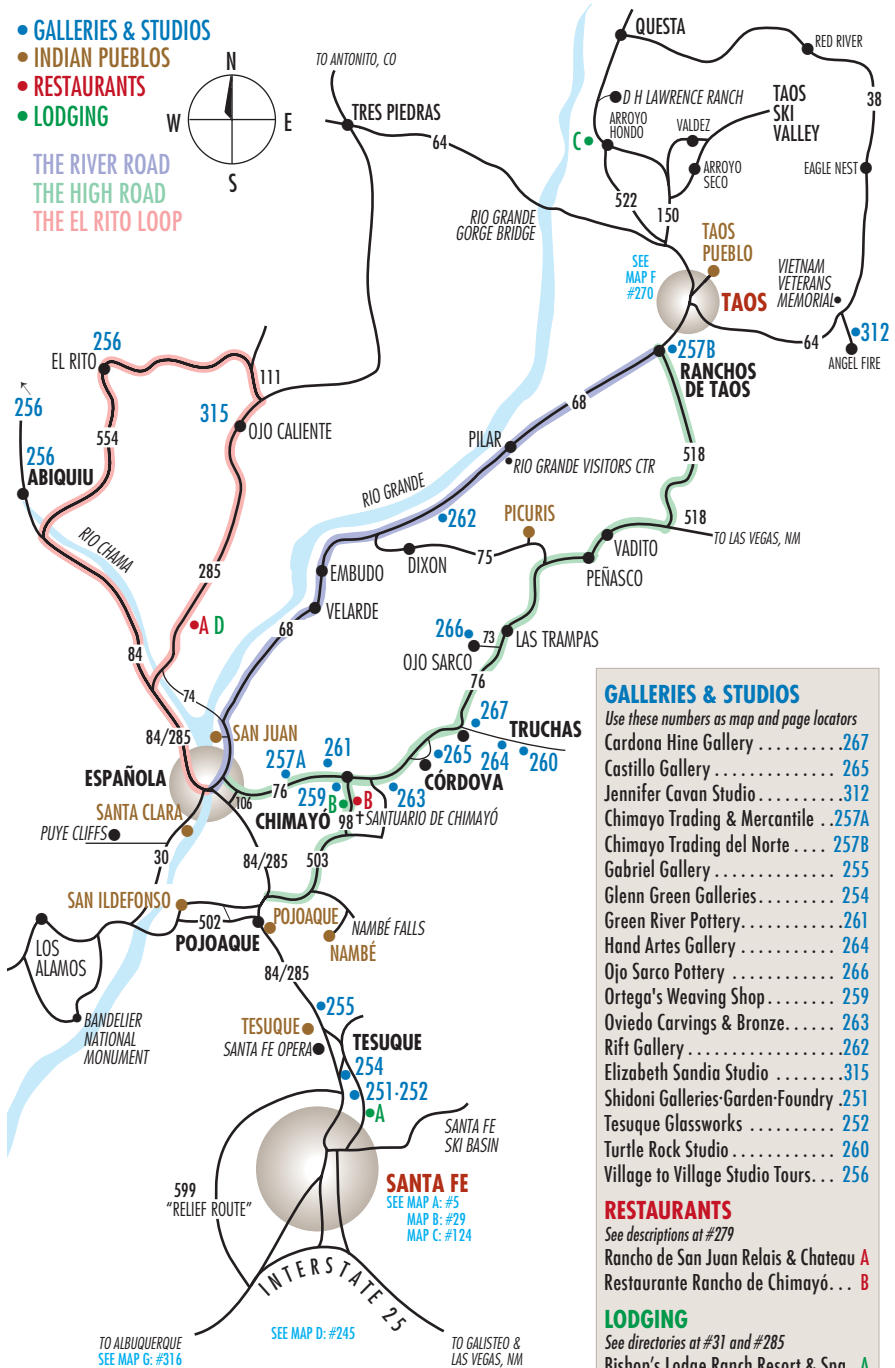 • GALLERIES & STUDIOS
• INDIAN PUEBLOS
• RESTAURANTS
• LODGING
THE RIVER ROAD
THE HIGH ROAD
THE EL RITO LOOP
N
W
E
S
TO ANTONITO, CO
TRES PIEDRAS
64
QUESTA
RED RIVER
38
D H LAWRENCE RANCH
ARROYO
HONDO
C
VALDEZ
TAOS
SKI
VALLEY
ARROYO
SECO
EAGLE NEST
522
150
RIO GRANDE
GORGE BRIDGE
TAOS
PUEBLO
SEE
MAP F
#270
TAOS
VIETNAM
VETERANS
MEMORIAL
64
312
ANGEL FIRE
257B
RANCHOS
DE TAOS
256
EL RITO
111
256
554
315
OJO CALIENTE
256
ABIQUIU
68
PILAR
RIO GRANDE VISITORS CTR
518
RIO GRANDE
262
PICURIS
518
TO LAS VEGAS, NM
RIO CHAMA
285
DIXON
75
VADITO
PEÑASCO
EMBUDO
VELARDE
A D
68
266
73
LAS TRAMPAS
OJO SARCO
84
74
76
267
TRUCHAS
84/285
SAN JUAN
261
257A
265
264
260
ESPAÑOLA
76
259
CÓRDOVA
106
B
B
263
CHIMAYÓ
98
SANTUARIO DE CHIMAYÓ
SANTA CLARA
PUYE CLIFFS
30
84/285
503
SAN ILDEFONSO
502
POJOAQUE
POJOAQUE
NAMBÉ FALLS
NAMBÉ
LOS
ALAMOS
84/285
BANDELIER
NATIONAL
MONUMENT
255
TESUQUE
TESUQUE
SANTA FE OPERA
254
251-252
A
SANTA FE
SKI BASIN
599
"RELIEF ROUTE"
SANTA FE
SEE MAP A: #5
MAP B: #29
MAP C: #124
INTERSTATE 25
TO ALBUQUERQUE
SEE MAP G: #316
SEE MAP D: #245
TO GALISTEO &
LAS VEGAS, NM
GALLERIES & STUDIOS
Use these numbers as map and page locators
Cardona Hine Gallery . . . . . . . . . .267
Castillo Gallery . . . . . . . . . . . . . . 265
Jennifer Cavan Studio . . . . . . . . . .312
Chimayo Trading & Mercantile . .257A
Chimayo Trading del Norte . . . . 257B
Gabriel Gallery . . . . . . . . . . . . . . 255
Glenn Green Galleries. . . . . . . . . . 254
Green River Pottery. . . . . . . . . . . .261
Hand Artes Gallery . . . . . . . . . . . 264
Ojo Sarco Pottery . . . . . . . . . . . . 266
Ortega's Weaving Shop . . . . . . . . 259
Oviedo Carvings & Bronze. . . . . . 263
Rift Gallery . . . . . . . . . . . . . . . . .262
Elizabeth Sandia Studio . . . . . . . .315
Shidoni Galleries·Garden·Foundry .251
Tesuque Glassworks . . . . . . . . . . 252
Turtle Rock Studio . . . . . . . . . . . . 260
Village to Village Studio Tours. . . 256
RESTAURANTS
See descriptions at #279
Rancho de San Juan Relais & Chateau A
Restaurante Rancho de Chimayó. . . B
LODGING
See directories at #31 and #285
Bishop's Lodge Ranch Resort & Spa A